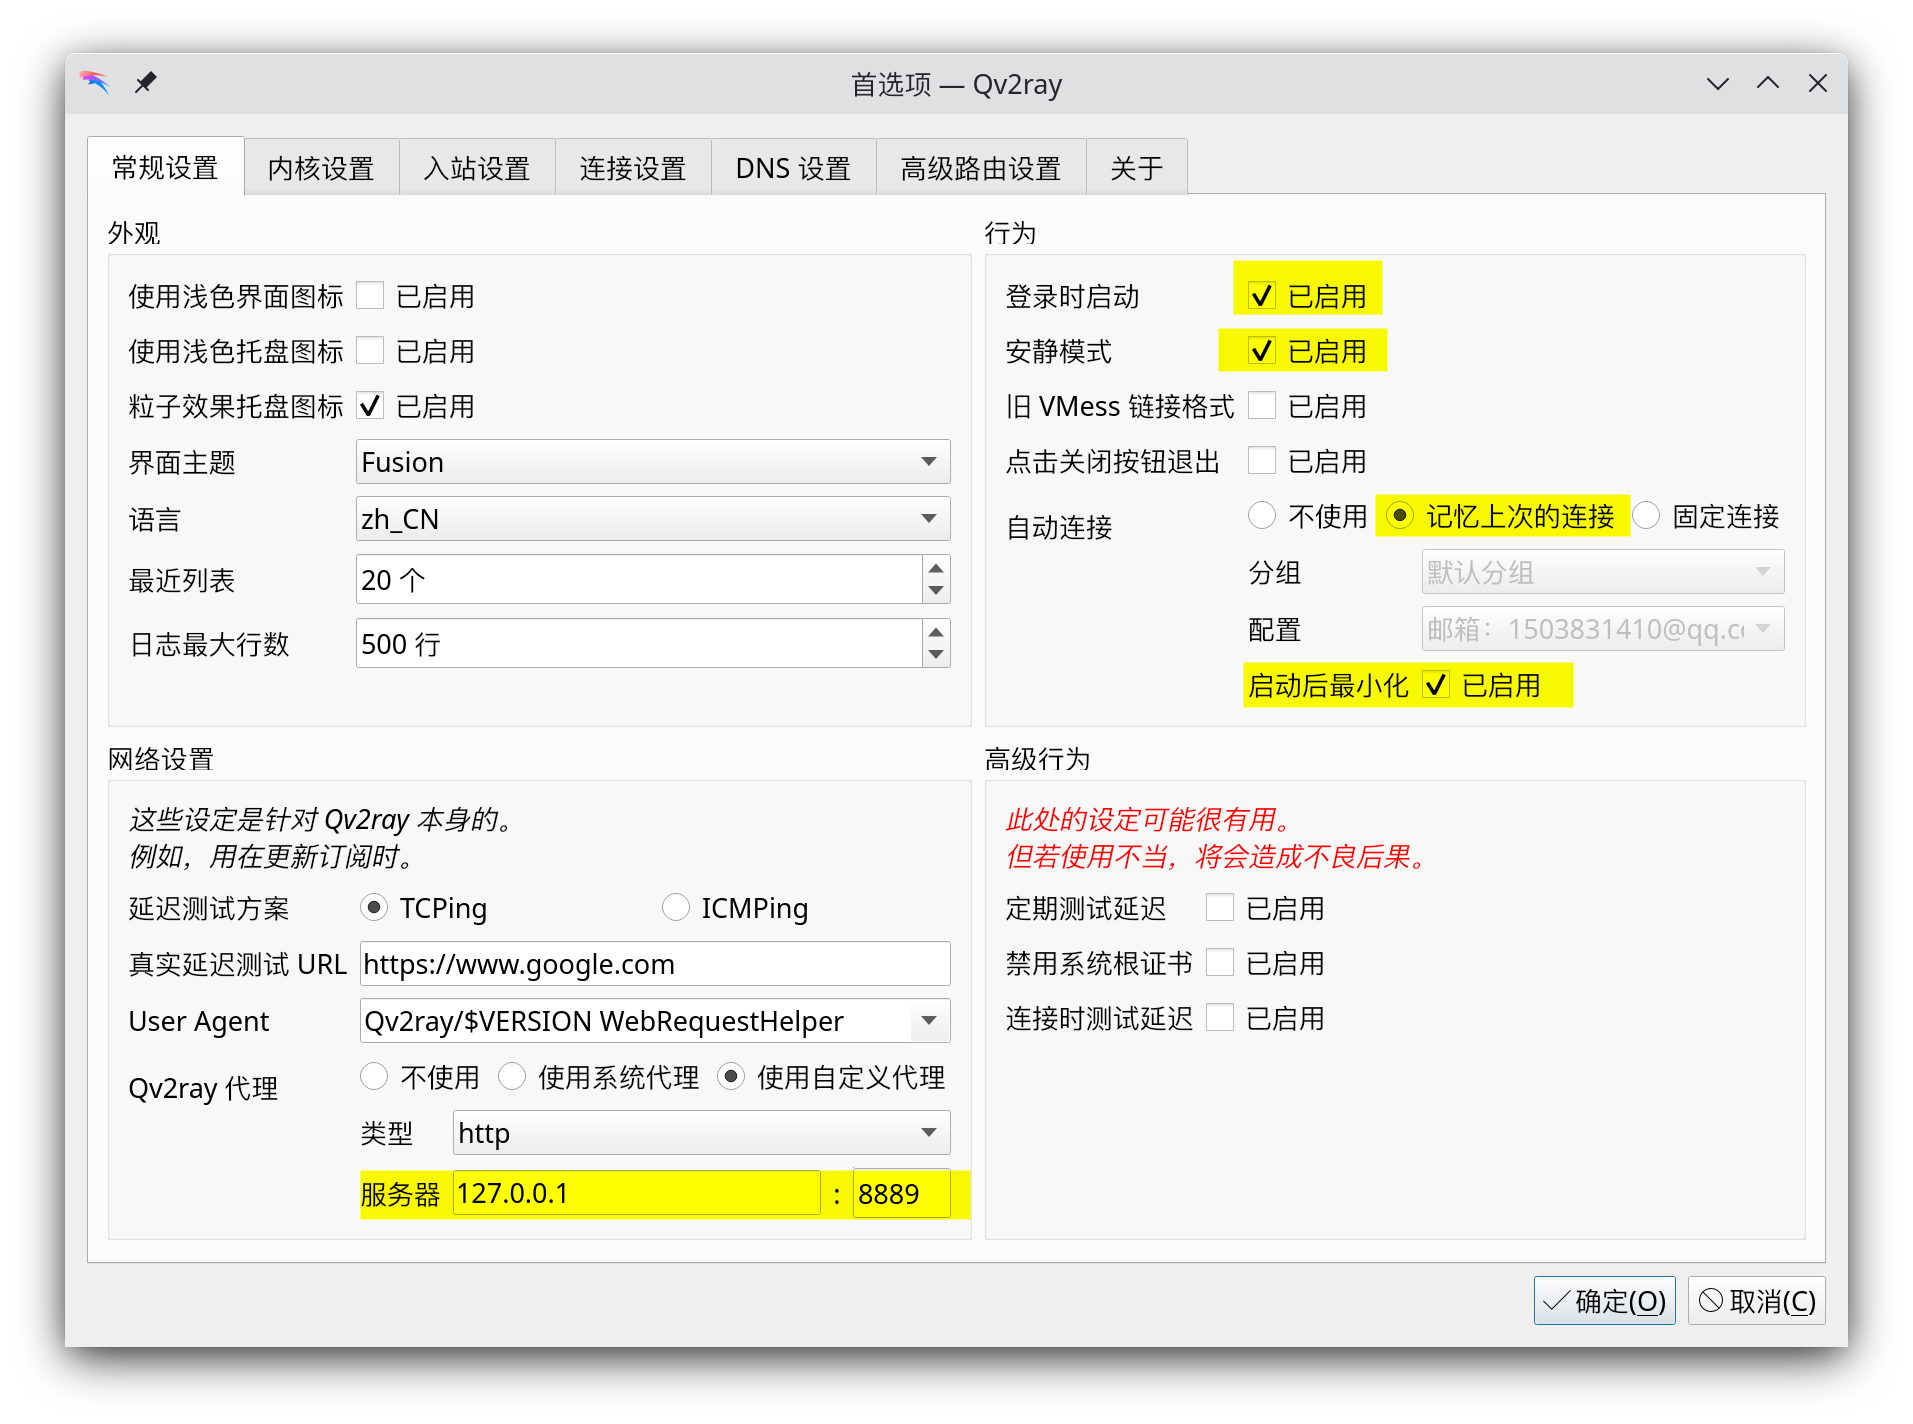 首选项 — Qv2ray
常规设置 内核设置 入站设置 连接设置 DNS 设置 高级路由设置 关于
外观
使用浅色界面图标 已启用
使用浅色托盘图标 已启用
粒子效果托盘图标 已启用
界面主题 Fusion
语言 zh_CN
最近列表 20 个
日志最大行数 500 行
行为
登录时启动 已启用
安静模式 已启用
旧 VMess 链接格式 已启用
点击关闭按钮退出 已启用
自动连接 不使用 记忆上次的连接 固定连接
分组 默认分组
配置 邮箱：1503831410@qq.c
启动后最小化 已启用
网络设置
这些设定是针对 Qv2ray 本身的。
例如，用在更新订阅时。
延迟测试方案 TCPing ICMPing
真实延迟测试 URL https://www.google.com
User Agent Qv2ray/$VERSION WebRequestHelper
Qv2ray 代理 不使用 使用系统代理 使用自定义代理
类型 http
服务器 127.0.0.1 : 8889
高级行为
此处的设定可能很有用。
但若使用不当，将会造成不良后果。
定期测试延迟 已启用
禁用系统根证书 已启用
连接时测试延迟 已启用
确定(O) 取消(C)